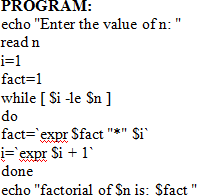 PROGRAM:
echo "Enter the value of n: "
read n
i=1
fact=1
while [ $i -le $n ]
do
fact=`expr $fact "*" $i`
i=`expr $i + 1`
done
echo "factorial of $n is: $fact "